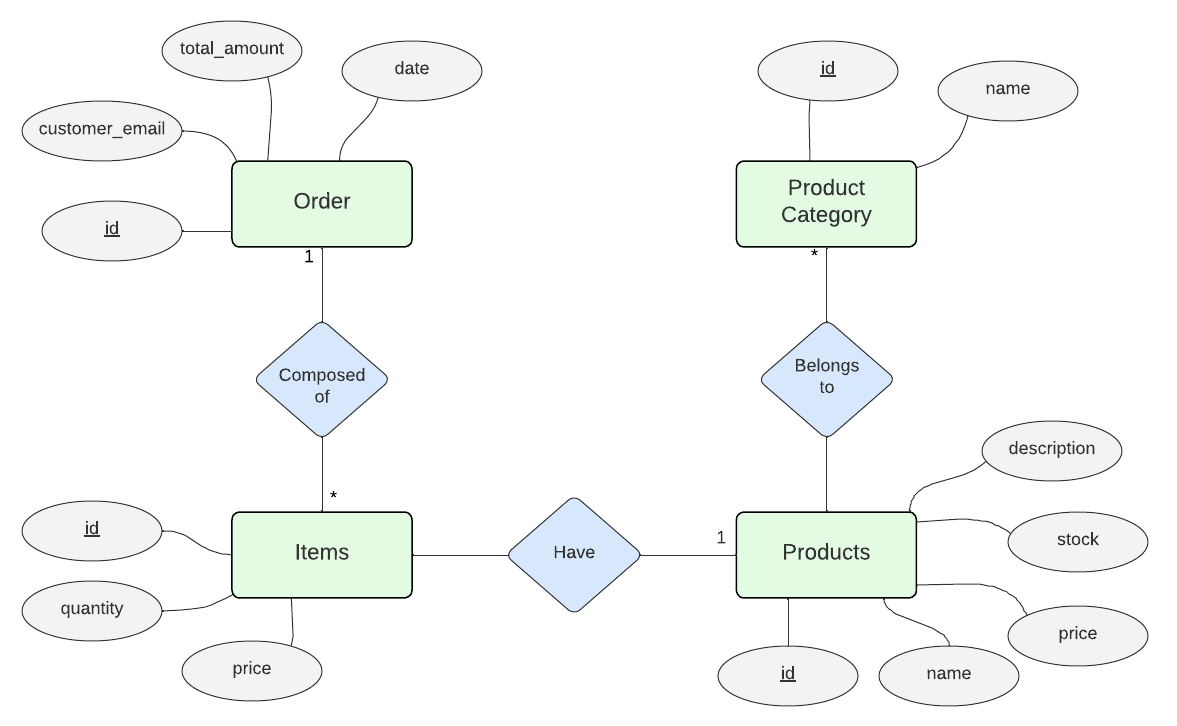 total_amount
date
customer_email
id
Order
1
Composed
of
*
id
name
Product
Category
*
Belongs
to
id
quantity
price
Items
Have
1
Products
description
stock
price
name
id